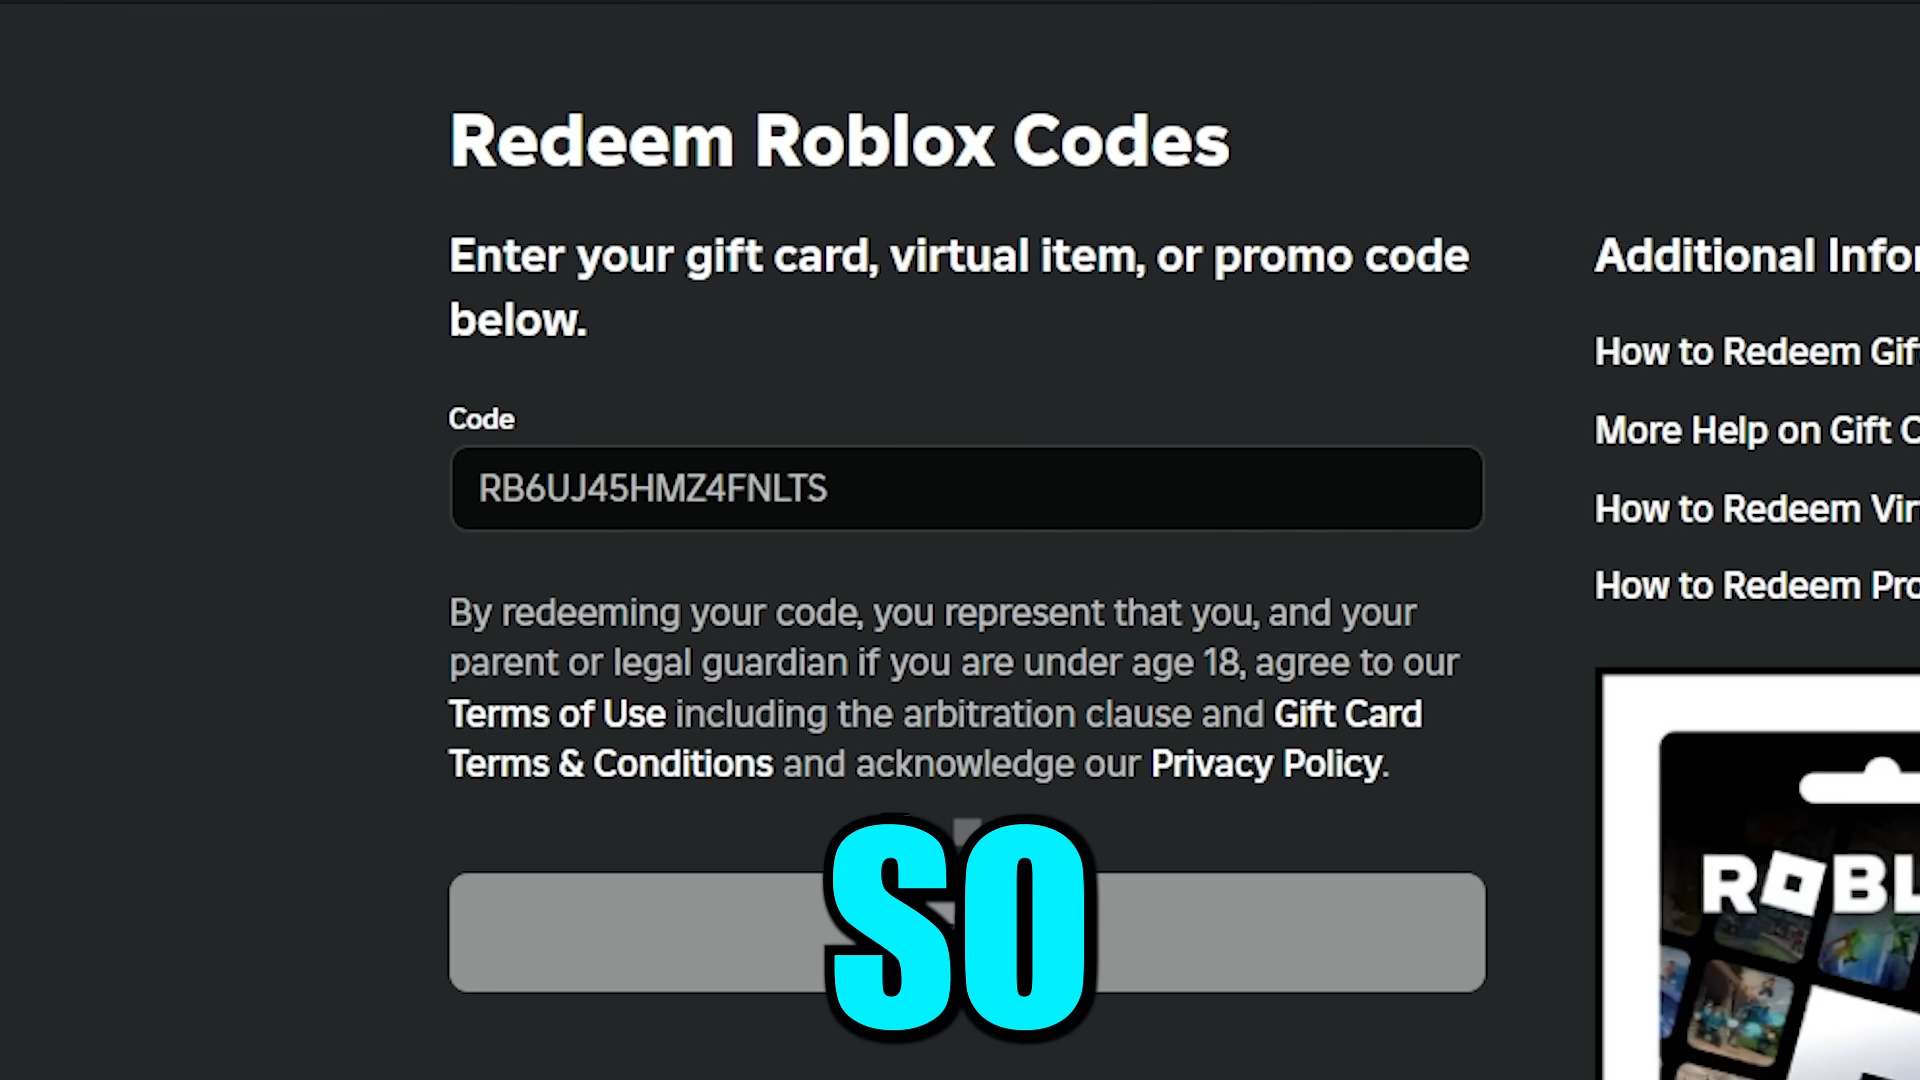 Redeem Roblox Codes
Enter your gift card, virtual item, or promo code
below.
Code
RB6UJ45HMZ4FNLTS
By redeeming your code, you represent that you, and your
parent or legal guardian if you are under age 18, agree to our
Terms of Use including the arbitration clause and Gift Card
Terms & Conditions and acknowledge our Privacy Policy.
SO
Additional Infor
How to Redeem Gif
More Help on Gift C
How to Redeem Vir
How to Redeem Pro
ROBL